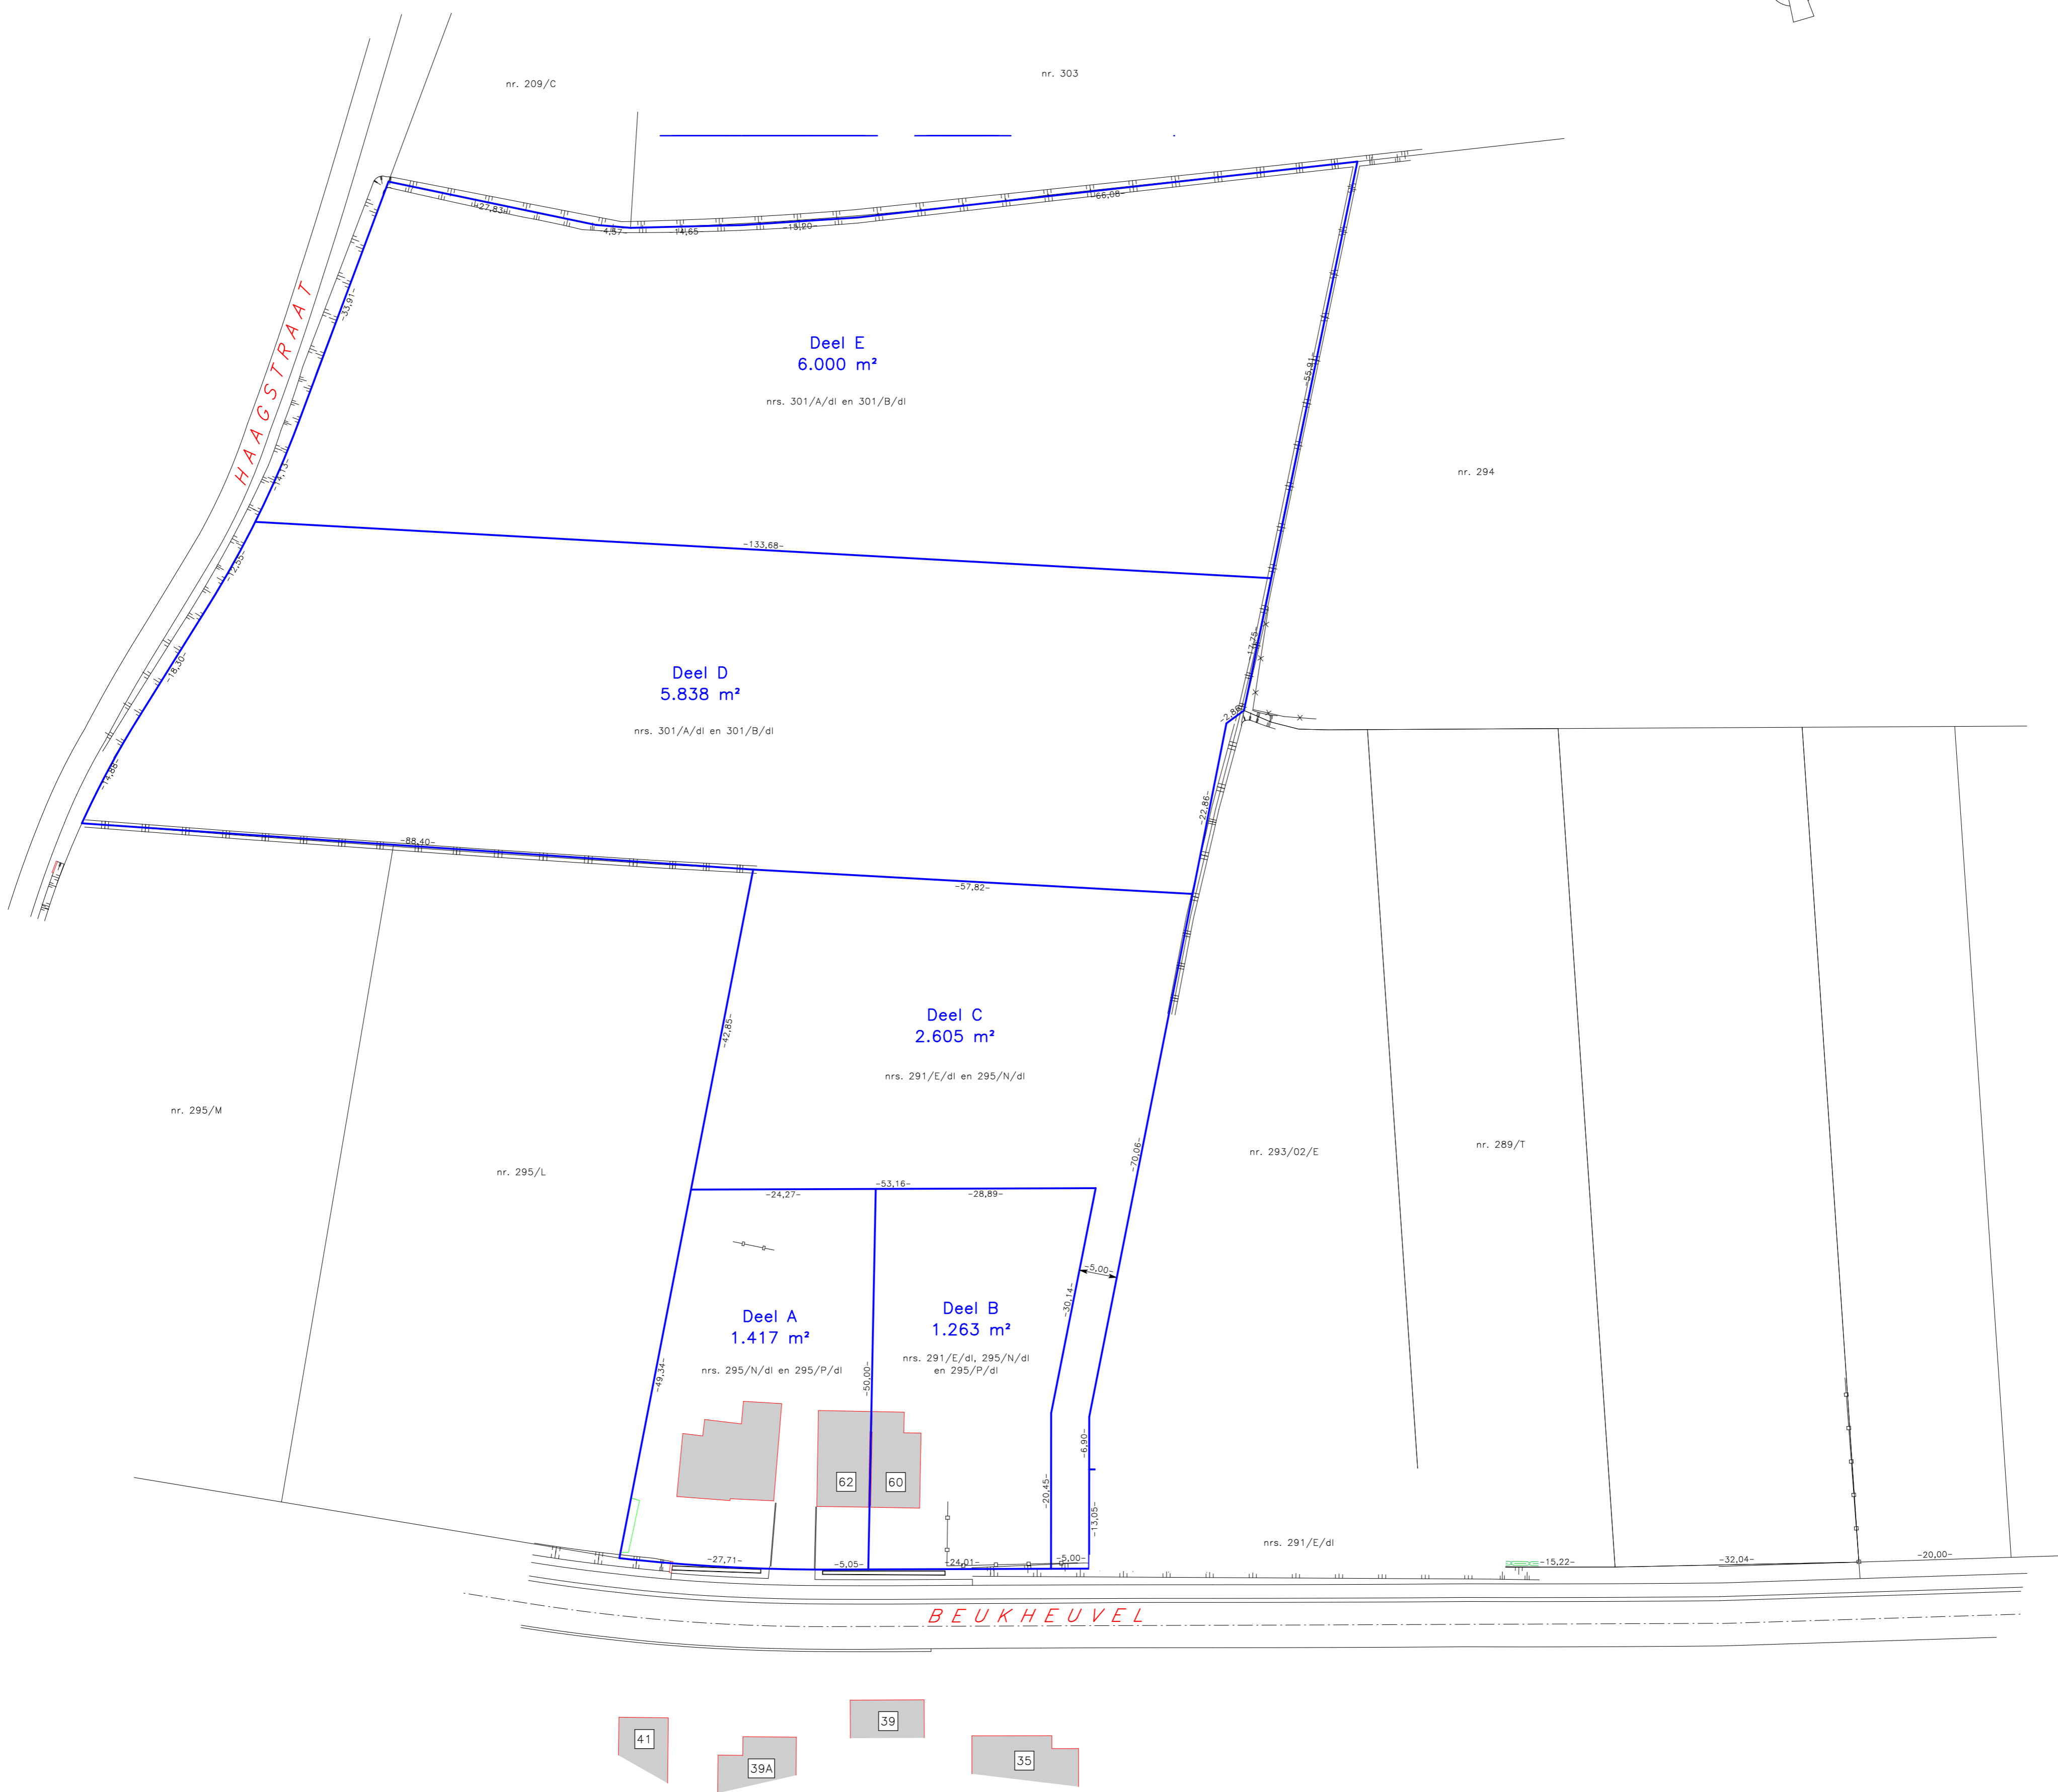 nr. 209/C
nr. 303
-27,83-
4,57-
-14,65
-15,20-
-66,08-
-33,91-
HAAGSTRAAT
-14,13-
Deel E
6.000 m²
nrs. 301/A/dl en 301/B/dl
-55,91-
nr. 294
-133,68-
-12,55-
-18,30-
-14,88-
Deel D
5.838 m²
nrs. 301/A/dl en 301/B/dl
-17,75-
-2,86-
-22,86-
-88,40-
-57,82-
-42,85-
Deel C
2.605 m²
nrs. 291/E/dl en 295/N/dl
nr. 295/M
nr. 295/L
-70,06-
nr. 293/02/E
nr. 289/T
-53,16-
-24,27-
-28,89-
-5,00-
-30,14-
Deel A
1.417 m²
nrs. 295/N/dl en 295/P/dl
Deel B
1.263 m²
nrs. 291/E/dl, 295/N/dl
en 295/P/dl
-49,34-
-50,00-
62
60
-20,45-
-6,90-
-13,05-
nr. 291/E/dl
-27,71-
-5,05-
-24,01-
-5,00-
-15,22-
-32,04-
-20,00-
BEUKHEUVEL
41
39A
39
35